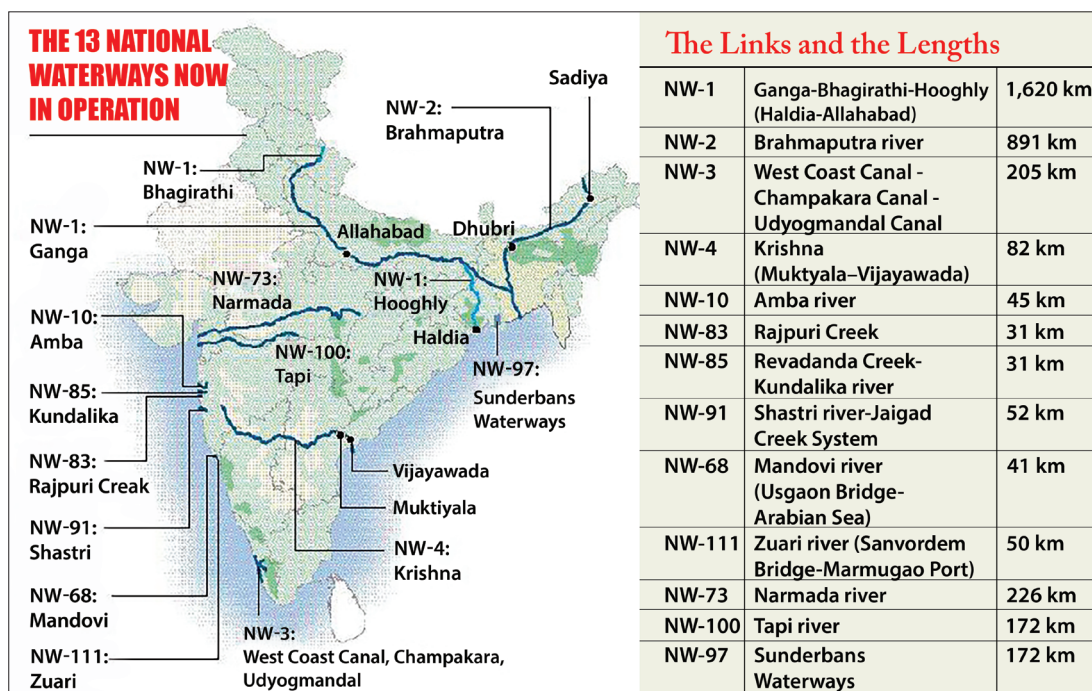 THE 13 NATIONAL
WATERWAYS NOW
IN OPERATION
Sadiya
NW-2:
Brahmaputra
NW-1:
Bhagirathi
NW-1:
Ganga
Allahabad
Dhubri
NW-73:
Narmada
NW-1:
Hooghly
NW-10:
Amba
Haldia
NW-100:
Tapi
NW-97:
Sunderbans
Waterways
NW-85:
Kundalika
NW-83:
Rajpuri Creak
Vijayawada
Muktiyala
NW-91:
Shastri
NW-4:
Krishna
NW-68:
Mandovi
NW-3:
West Coast Canal, Champakara,
Udyogmandal
NW-111:
Zuari
The Links and the Lengths
NW-1 Ganga-Bhagirathi-Hooghly 1,620 km
(Haldia-Allahabad)
NW-2 Brahmaputra river 891 km
NW-3 West Coast Canal - 205 km
Champakara Canal -
Udyogmandal Canal
NW-4 Krishna 82 km
(Muktyala–Vijayawada)
NW-10 Amba river 45 km
NW-83 Rajpuri Creek 31 km
NW-85 Revadanda Creek- 31 km
Kundalika river
NW-91 Shastri river-Jaigad 52 km
Creek System
NW-68 Mandovi river 41 km
(Usgaon Bridge-
Arabian Sea)
NW-111 Zuari river (Sanvordem 50 km
Bridge-Marmugao Port)
NW-73 Narmada river 226 km
NW-100 Tapi river 172 km
NW-97 Sunderbans 172 km
Waterways